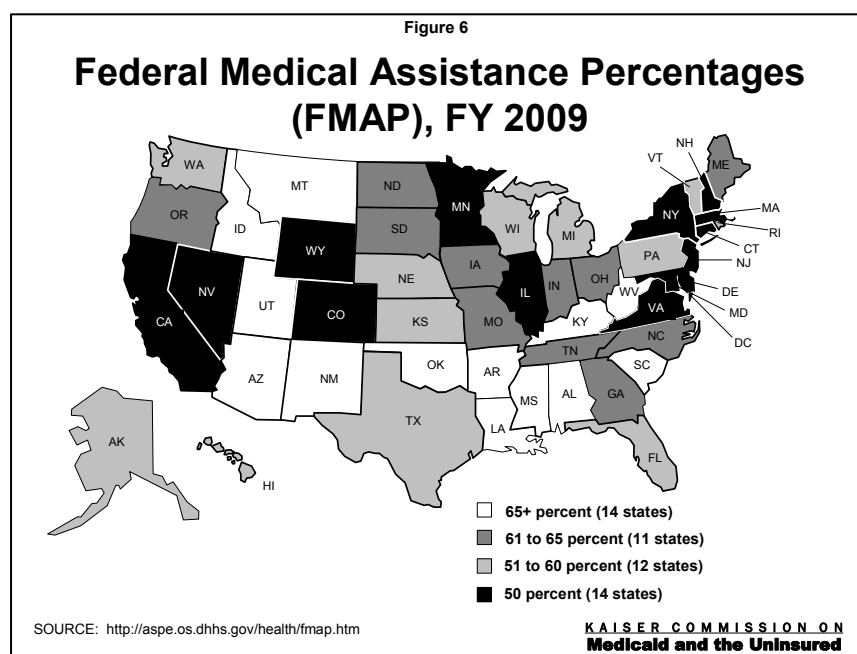 Figure 6
Federal Medical Assistance Percentages
(FMAP), FY 2009
NH
VT
ME
WA
MT
ND
MN
OR
ID
SD
WI
MI
NY
MA
RI
CT
NJ
WY
IA
NE
PA
DE
MD
DC
NV
UT
CO
IL
IN
OH
WV
VA
CA
KS
MO
KY
NC
TN
AZ
NM
OK
AR
SC
MS
AL
GA
TX
LA
FL
AK
HI
65+ percent (14 states)
61 to 65 percent (11 states)
51 to 60 percent (12 states)
50 percent (14 states)
SOURCE: http://aspe.os.dhhs.gov/health/fmap.htm
KAISER COMMISSION ON
Medicaid and the Uninsured